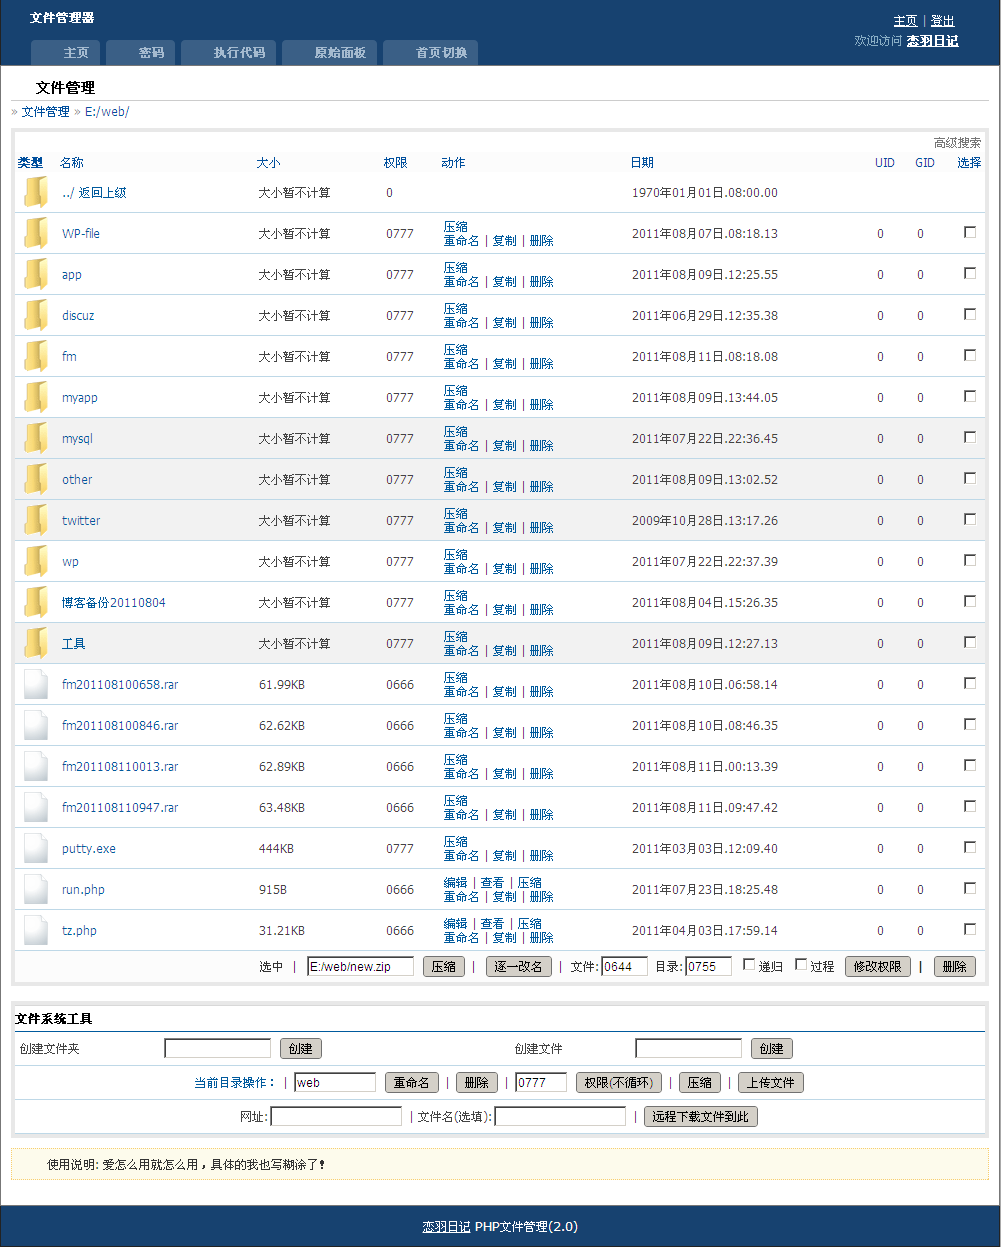 文件管理器
主页 | 登出
欢迎访问 恋羽日记
主页 密码 执行代码 原始面板 首页切换
文件管理
» 文件管理 » E:/web/
高级搜索
类型 名称 大小 权限 动作 日期 UID GID 选择
../ 返回上级 大小暂不计算 0 1970年01月01日.08:00.00
压缩
WP-file 大小暂不计算 0777 重命名 | 复制 | 删除 2011年08月07日.08:18.13 0 0
压缩
app 大小暂不计算 0777 重命名 | 复制 | 删除 2011年08月09日.12:25.55 0 0
压缩
discuz 大小暂不计算 0777 重命名 | 复制 | 删除 2011年06月29日.12:35.38 0 0
压缩
fm 大小暂不计算 0777 重命名 | 复制 | 删除 2011年08月11日.08:18.08 0 0
压缩
myapp 大小暂不计算 0777 重命名 | 复制 | 删除 2011年08月09日.13:44.05 0 0
压缩
mysql 大小暂不计算 0777 重命名 | 复制 | 删除 2011年07月22日.22:36.45 0 0
压缩
other 大小暂不计算 0777 重命名 | 复制 | 删除 2011年08月09日.13:02.52 0 0
压缩
twitter 大小暂不计算 0777 重命名 | 复制 | 删除 2009年10月28日.13:17.26 0 0
压缩
wp 大小暂不计算 0777 重命名 | 复制 | 删除 2011年07月22日.22:37.39 0 0
压缩
博客备份20110804 大小暂不计算 0777 重命名 | 复制 | 删除 2011年08月04日.15:26.35 0 0
压缩
工具 大小暂不计算 0777 重命名 | 复制 | 删除 2011年08月09日.12:27.13 0 0
压缩
fm201108100658.rar 61.99KB 0666 重命名 | 复制 | 删除 2011年08月10日.06:58.14 0 0
压缩
fm201108100846.rar 62.62KB 0666 重命名 | 复制 | 删除 2011年08月10日.08:46.35 0 0
压缩
fm201108110013.rar 62.89KB 0666 重命名 | 复制 | 删除 2011年08月11日.00:13.39 0 0
压缩
fm201108110947.rar 63.48KB 0666 重命名 | 复制 | 删除 2011年08月11日.09:47.42 0 0
压缩
putty.exe 444KB 0777 重命名 | 复制 | 删除 2011年03月03日.12:09.40 0 0
编辑 | 查看 | 压缩
run.php 915B 0666 重命名 | 复制 | 删除 2011年07月23日.18:25.48 0 0
编辑 | 查看 | 压缩
tz.php 31.21KB 0666 重命名 | 复制 | 删除 2011年04月03日.17:59.14 0 0
选中 | E:/web/new.zip 压缩 | 逐一改名 | 文件: 0644 目录: 0755 递归 过程 修改权限 | 删除
文件系统工具
创建文件夹 创建 创建文件 创建
当前目录操作： | web 重命名 | 删除 | 0777 权限(不循环) | 压缩 | 上传文件
网址: | 文件名(选填): | 远程下载文件到此
使用说明: 爱怎么用就怎么用，具体的我也写糊涂了!
恋羽日记 PHP文件管理(2.0)